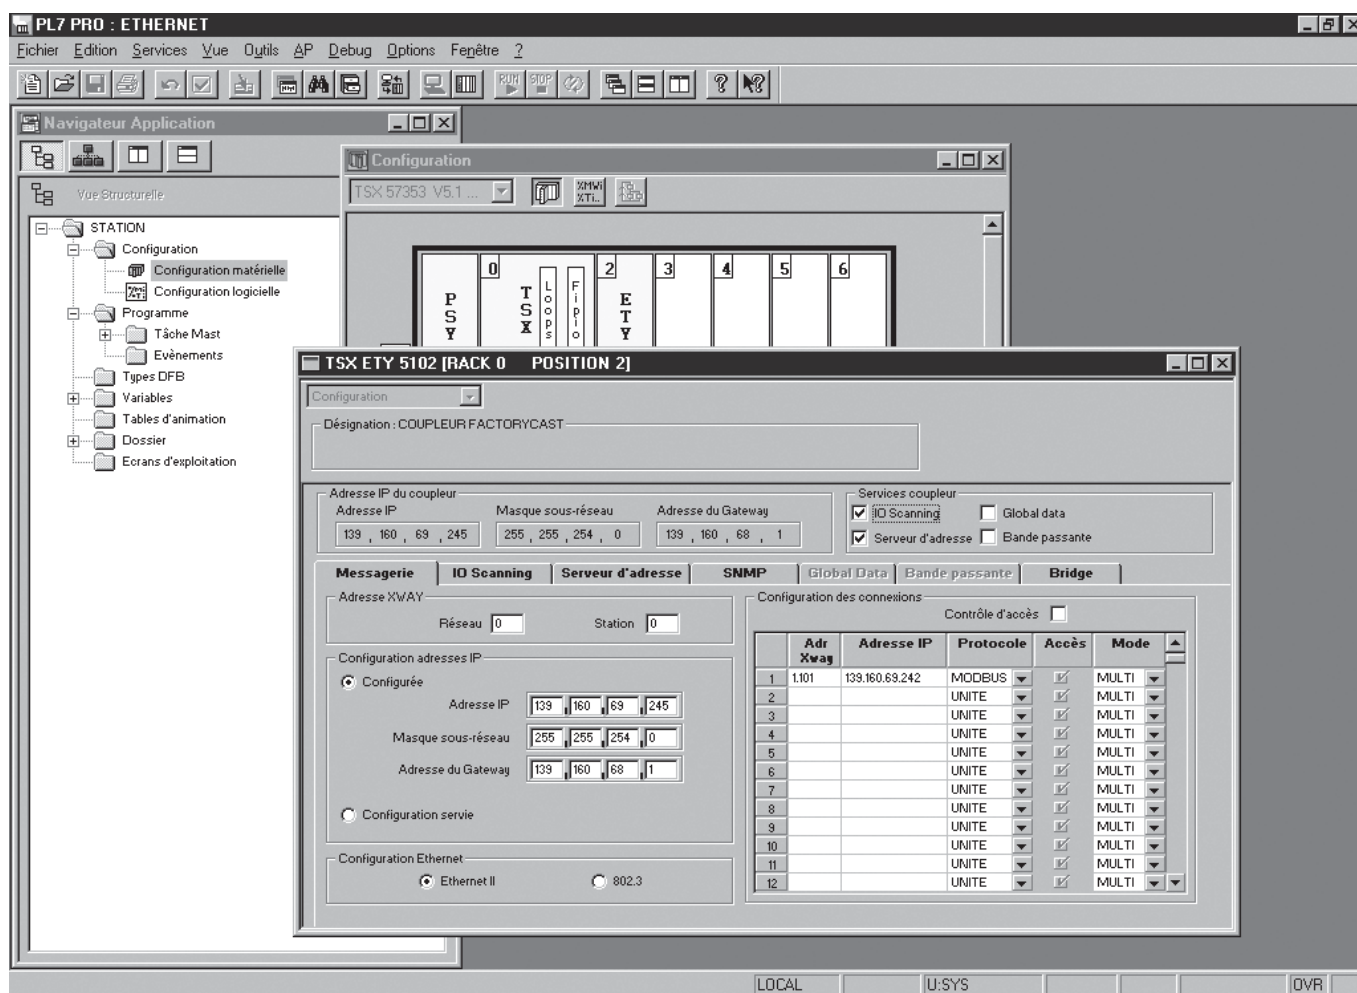 PL7 PRO : ETHERNET
Fichier Edition Services Vue Outils AP Debug Options Fenêtre ?
RUN STOP
Navigateur Application
Configuration
Vue Structurelle
TSX 57353 V5.1 ...
%MWi
%Ti..
STATION
Configuration
Configuration matérielle
Configuration logicielle
Programme
Tâche Mast
Evènements
Types DFB
Variables
Tables d'animation
Dossier
Ecrans d'exploitation
0 2 3 4 5 6
PSY
TSX
Loops
Fipio
ETY
TSX ETY 5102 [RACK 0 POSITION 2]
Configuration
Désignation : COUPLEUR FACTORYCAST
Adresse IP du coupleur
Adresse IP Masque sous-réseau Adresse du Gateway
139 , 160 , 69 , 245 255 , 255 , 254 , 0 139 , 160 , 68 , 1
Services coupleur
IO Scanning Global data
Serveur d'adresse Bande passante
Messagerie IO Scanning Serveur d'adresse SNMP Global Data Bande passante Bridge
Adresse XWAY
Réseau 0 Station 0
Configuration adresses IP
Configurée
Adresse IP 139 160 69 245
Masque sous-réseau 255 255 254 0
Adresse du Gateway 139 160 68 1
Configuration servie
Configuration Ethernet
Ethernet II 802.3
Configuration des connexions
Contrôle d'accès
Adr Xway Adresse IP Protocole Accès Mode
1 1.101 139.160.69.242 MODBUS MULTI
2 UNITE MULTI
3 UNITE MULTI
4 UNITE MULTI
5 UNITE MULTI
6 UNITE MULTI
7 UNITE MULTI
8 UNITE MULTI
9 UNITE MULTI
10 UNITE MULTI
11 UNITE MULTI
12 UNITE MULTI
LOCAL U:SYS OVR